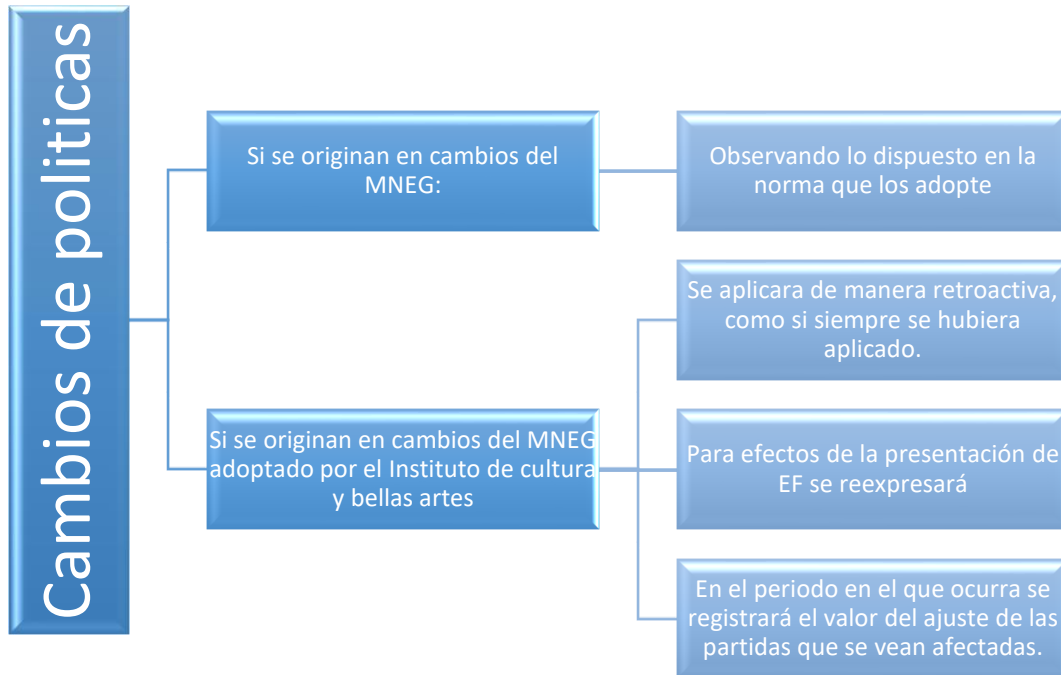 Cambios de politicas
Si se originan en cambios del
MNEG:
Observando lo dispuesto en la
norma que los adopte
Si se originan en cambios del MNEG
adoptado por el Instituto de cultura
y bellas artes
Se aplicara de manera retroactiva,
como si siempre se hubiera
aplicado.
Para efectos de la presentación de
EF se reexpresará
En el periodo en el que ocurra se
registrará el valor del ajuste de las
partidas que se vean afectadas.